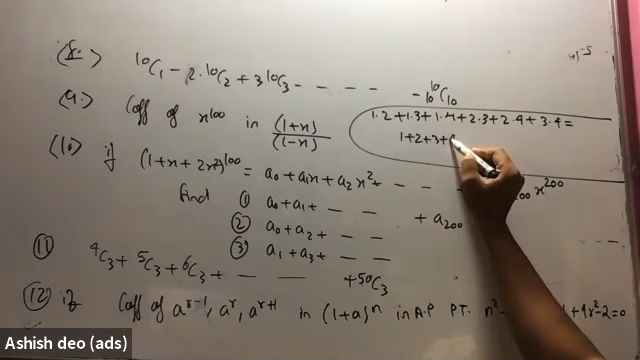 (8.) ¹⁰C₁ - 2.¹⁰C₂ + 3¹⁰C₃ - - - - - ¹⁰C₁₀
(9.) Coff of x¹⁰⁰ in (1+x)/(1-x)
1.2+1.3+1.4+2.3+2.4+3.4=
1+2+3+
(10) if (1+x+2x²)¹⁰⁰ = a₀+a₁x+a₂x²+ - - x²⁰⁰
find ① a₀+a₁+ - - + a₂₀₀
② a₀+a₂+ - -
③ a₁+a₃+ - -
(11) ⁴C₃+ ⁵C₃+⁶C₃+ - - - +⁵⁰C₃
(12) if Coff of aʳ⁻¹, aʳ, aʳ⁺¹ in (1+a)ⁿ in A.P PT. n² +4r²-2=0
Ashish deo (ads)